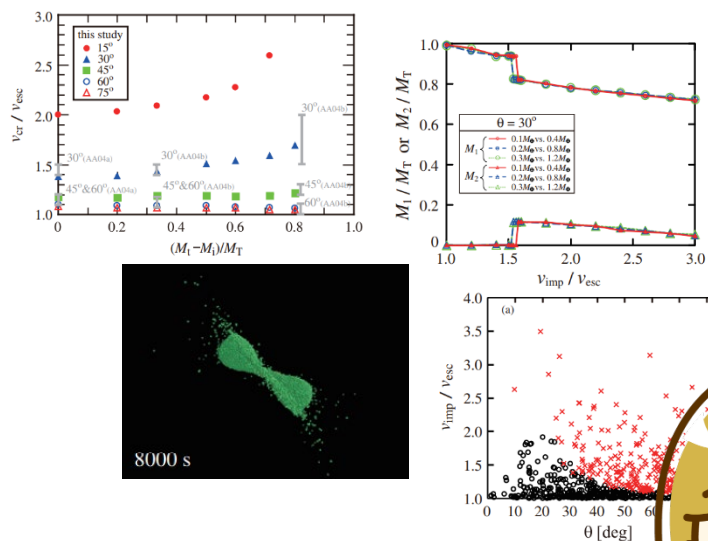 this study
15°
30°
45°
60°
75°
v_cr / v_esc
3.0
2.5
2.0
1.5
1.0
30°(AA04a)
30°(AA04b)
30°(AA04b)
45°&60°(AA04a)
45°&60°(AA04b)
45°(AA04b)
60°(AA04b)
0 0.2 0.4 0.6 0.8 1.0
(M_t−M_i)/M_T
M_1/M_T or M_2/M_T
1.0
0.8
0.6
0.4
0.2
0
θ = 30°
M_1
0.1M⊕ vs. 0.4M⊕
0.2M⊕ vs. 0.8M⊕
0.3M⊕ vs. 1.2M⊕
M_2
0.1M⊕ vs. 0.4M⊕
0.2M⊕ vs. 0.8M⊕
0.3M⊕ vs. 1.2M⊕
1.0 1.5 2.0 2.5 3.0
v_imp / v_esc
8000 s
(a)
v_imp / v_esc
4.0
3.5
3.0
2.5
2.0
1.5
1.0
0 10 20 30 40 50 60
θ [deg]